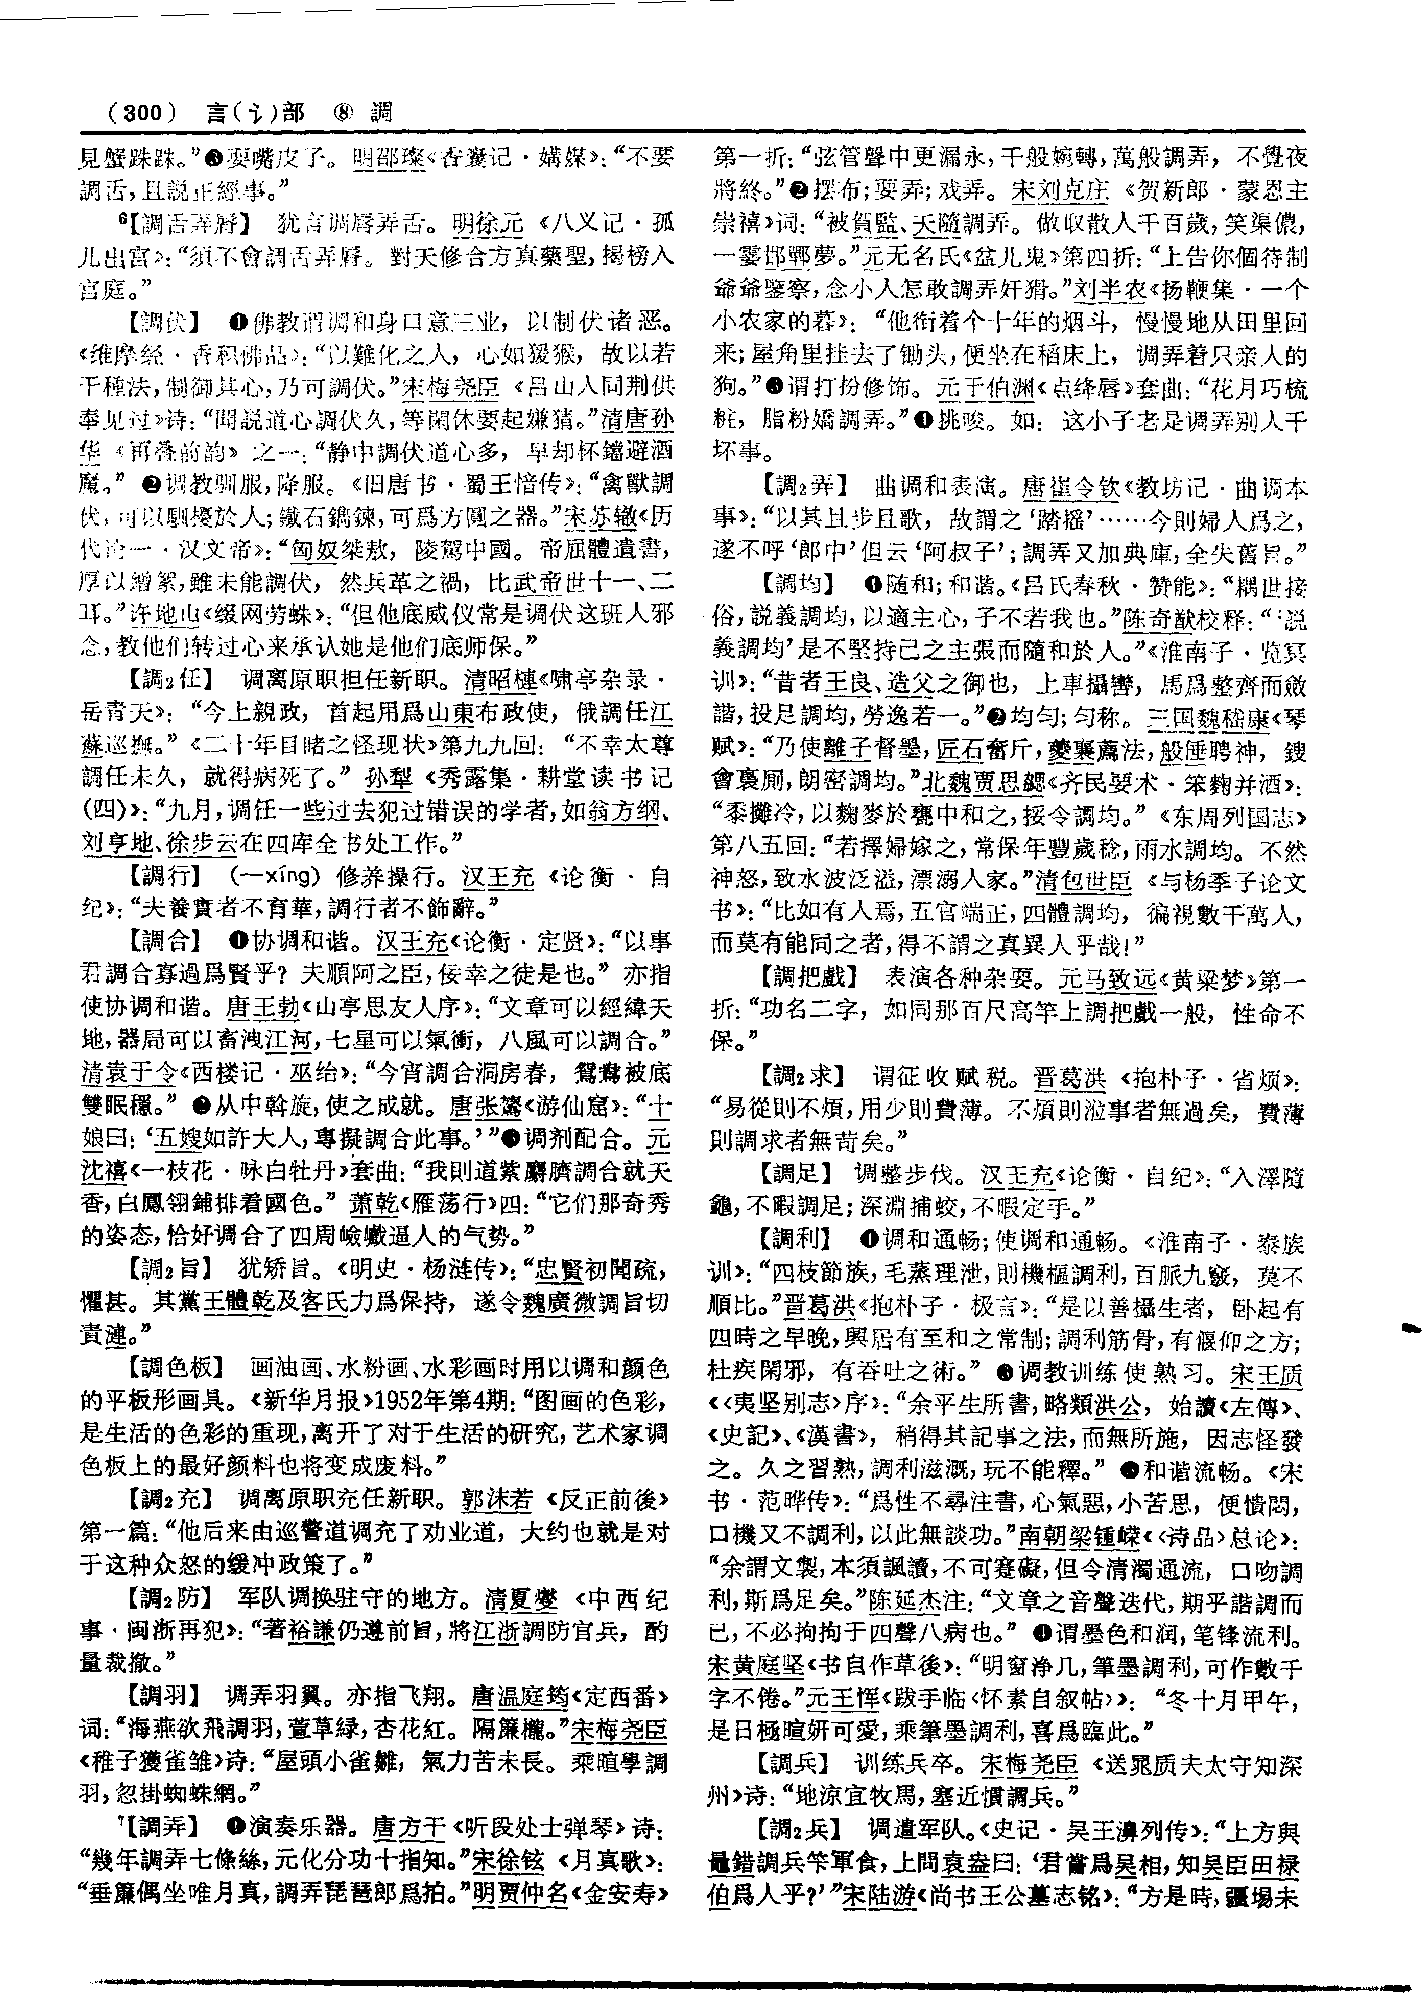 (300) 言(讠)部 ⑧ 調
見蟹跦跦。”❸耍嘴皮子。明邵璨《香囊记·媾媒》：“不要
調舌，且説正經事。”
⁶【調舌弄脣】 犹言调唇弄舌。明徐元《八义记·孤
儿出宫》：“須不會調舌弄脣。對天修合方真藥聖，揭榜入
宫庭。”
【調伏】 ❶佛教谓调和身口意三业，以制伏诸恶。
《维摩经·香积佛品》：“以難化之人，心如猨猴，故以若
干種法，制御其心，乃可調伏。”宋梅尧臣《吕山人同荆供
奉见过》诗：“聞説道心調伏久，等閑休要起嫌猜。”清唐孙
华《再叠前韵》之一：“静中調伏道心多，早却怀鐺避酒
魔。”❷调教驯服，降服。《旧唐书·蜀王愔传》：“禽獸調
伏，可以馴擾於人；鐵石鐫鍊，可爲方圓之器。”宋苏辙《历
代论一·汉文帝》：“匈奴桀敖，陵駕中國。帝屈體遺書，
厚以繒絮，雖未能調伏，然兵革之禍，比武帝世十一、二
耳。”许地山《缀网劳蛛》：“但他底威仪常是调伏这班人邪
念，教他们转过心来承认她是他们底师保。”
【調₂任】 调离原职担任新职。清昭槤《啸亭杂录·
岳青天》：“今上親政，首起用爲山東布政使，俄調任江
蘇巡撫。”《二十年目睹之怪现状》第九九回：“不幸太尊
調任未久，就得病死了。”孙犁《秀露集·耕堂读书记
(四)》：“九月，调任一些过去犯过错误的学者，如翁方纲、
刘亨地、徐步云在四库全书处工作。”
【調行】 (—xíng) 修养操行。汉王充《论衡·自
纪》：“夫養實者不育華，調行者不飾辭。”
【調合】 ❶协调和谐。汉王充《论衡·定贤》：“以事
君調合寡過爲賢乎？夫順阿之臣，佞幸之徒是也。”亦指
使协调和谐。唐王勃《山亭思友人序》：“文章可以經緯天
地，器局可以畜洩江河，七星可以氣衝，八風可以調合。”
清袁于令《西楼记·巫绐》：“今宵調合洞房春，鴛鴦被底
雙眠穩。”❷从中斡旋，使之成就。唐张鷟《游仙窟》：“十
娘曰：‘五嫂如許大人，專擬調合此事。’”❸调剂配合。元
沈禧《一枝花·咏白牡丹》套曲：“我則道紫麝臍調合就天
香，白鳳翎鋪排着國色。”萧乾《雁荡行》四：“它们那奇秀
的姿态，恰好调合了四周崄巇逼人的气势。”
【調₂旨】 犹矫旨。《明史·杨涟传》：“忠賢初聞疏，
懼甚。其黨王體乾及客氏力爲保持，遂令魏廣微調旨切
責漣。”
【調色板】 画油画、水粉画、水彩画时用以调和颜色
的平板形画具。《新华月报》1952年第4期：“图画的色彩，
是生活的色彩的重现，离开了对于生活的研究，艺术家调
色板上的最好颜料也将变成废料。”
【調₂充】 调离原职充任新职。郭沫若《反正前後》
第一篇：“他后来由巡警道调充了劝业道，大约也就是对
于这种众怒的缓冲政策了。”
【調₂防】 军队调换驻守的地方。清夏燮《中西纪
事·闽浙再犯》：“著裕謙仍遵前旨，將江浙調防官兵，酌
量裁撤。”
【調羽】 调弄羽翼。亦指飞翔。唐温庭筠《定西番》
词：“海燕欲飛調羽，萱草緑，杏花紅。隔簾櫳。”宋梅尧臣
《稚子獲雀雏》诗：“屋頭小雀雛，氣力苦未長。乘暄學調
羽，忽掛蜘蛛網。”
⁷【調弄】 ❶演奏乐器。唐方干《听段处士弹琴》诗：
“幾年調弄七條絲，元化分功十指知。”宋徐铉《月真歌》：
“垂簾偶坐唯月真，調弄琵琶郎爲拍。”明贾仲名《金安寿》
第一折：“弦管聲中更漏永，千般婉轉，萬般調弄，不覺夜
將終。”❷摆布；耍弄；戏弄。宋刘克庄《贺新郎·蒙恩主
崇禧》词：“被賀監、天隨調弄。做取散人千百歲，笑渠儂，
一霎邯鄲夢。”元无名氏《盆儿鬼》第四折：“上告你個待制
爺爺鑒察，念小人怎敢調弄奸猾。”刘半农《扬鞭集·一个
小农家的暮》：“他衔着个十年的烟斗，慢慢地从田里回
来；屋角里挂去了锄头，便坐在稻床上，调弄着只亲人的
狗。”❸谓打扮修饰。元于伯渊《点绛唇》套曲：“花月巧梳
粧，脂粉嬌調弄。”❹挑唆。如：这小子老是调弄别人干
坏事。
【調₂弄】 曲调和表演。唐崔令钦《教坊记·曲调本
事》：“以其且步且歌，故謂之‘踏摇’……今則婦人爲之，
遂不呼‘郎中’但云‘阿叔子’；調弄又加典庫，全失舊旨。”
【調均】 ❶随和；和谐。《吕氏春秋·赞能》：“耦世接
俗，説義調均，以適主心，子不若我也。”陈奇猷校释：“‘説
義調均’是不堅持己之主張而隨和於人。”《淮南子·览冥
训》：“昔者王良、造父之御也，上車攝轡，馬爲整齊而斂
諧，投足調均，勞逸若一。”❷均匀；匀称。三国魏嵇康《琴
赋》：“乃使離子督墨，匠石奮斤，夔襄薦法，般倕聘神，鎪
會裛厠，朗密調均。”北魏贾思勰《齐民要术·笨麴并酒》：
“黍攤冷，以麴麥於甕中和之，挼令調均。”《东周列国志》
第八五回：“若擇婦嫁之，常保年豐歲稔，雨水調均。不然
神怒，致水波泛溢，漂溺人家。”清包世臣《与杨季子论文
书》：“比如有人焉，五官端正，四體調均，徧視數千萬人，
而莫有能同之者，得不謂之真異人乎哉！”
【調把戲】 表演各种杂耍。元马致远《黄粱梦》第一
折：“功名二字，如同那百尺高竿上調把戲一般，性命不
保。”
【調₂求】 谓征收赋税。晋葛洪《抱朴子·省烦》：
“易從則不煩，用少則費薄。不煩則涖事者無過矣，費薄
則調求者無苛矣。”
【調足】 调整步伐。汉王充《论衡·自纪》：“入澤隨
龜，不暇調足；深淵捕蛟，不暇定手。”
【調利】 ❶调和通畅；使调和通畅。《淮南子·泰族
训》：“四枝節族，毛蒸理泄，則機樞調利，百脈九竅，莫不
順比。”晋葛洪《抱朴子·极言》：“是以善攝生者，卧起有
四時之早晚，興居有至和之常制；調利筋骨，有偃仰之方；
杜疾閑邪，有吞吐之術。”❷调教训练使熟习。宋王质
《〈夷坚别志〉序》：“余平生所書，略類洪公，始讀《左傳》、
《史記》、《漢書》，稍得其記事之法，而無所施，因志怪發
之。久之習熟，調利滋溉，玩不能釋。”❸和谐流畅。《宋
书·范晔传》：“爲性不尋注書，心氣惡，小苦思，便憒悶，
口機又不調利，以此無談功。”南朝梁锺嵘《〈诗品〉总论》：
“余謂文製，本須諷讀，不可蹇礙，但令清濁通流，口吻調
利，斯爲足矣。”陈延杰注：“文章之音聲迭代，期乎諧調而
已，不必拘拘于四聲八病也。”❹谓墨色和润，笔锋流利。
宋黄庭坚《书自作草後》：“明窗净几，筆墨調利，可作數千
字不倦。”元王恽《跋手临〈怀素自叙帖〉》：“冬十月甲午，
是日極暄妍可愛，乘筆墨調利，喜爲臨此。”
【調兵】 训练兵卒。宋梅尧臣《送晁质夫太守知深
州》诗：“地涼宜牧馬，塞近慣調兵。”
【調₂兵】 调遣军队。《史记·吴王濞列传》：“上方與
晁錯調兵笇軍食，上問袁盎曰：‘君嘗爲吴相，知吴臣田禄
伯爲人乎？’”宋陆游《尚书王公墓志铭》：“方是時，疆埸未